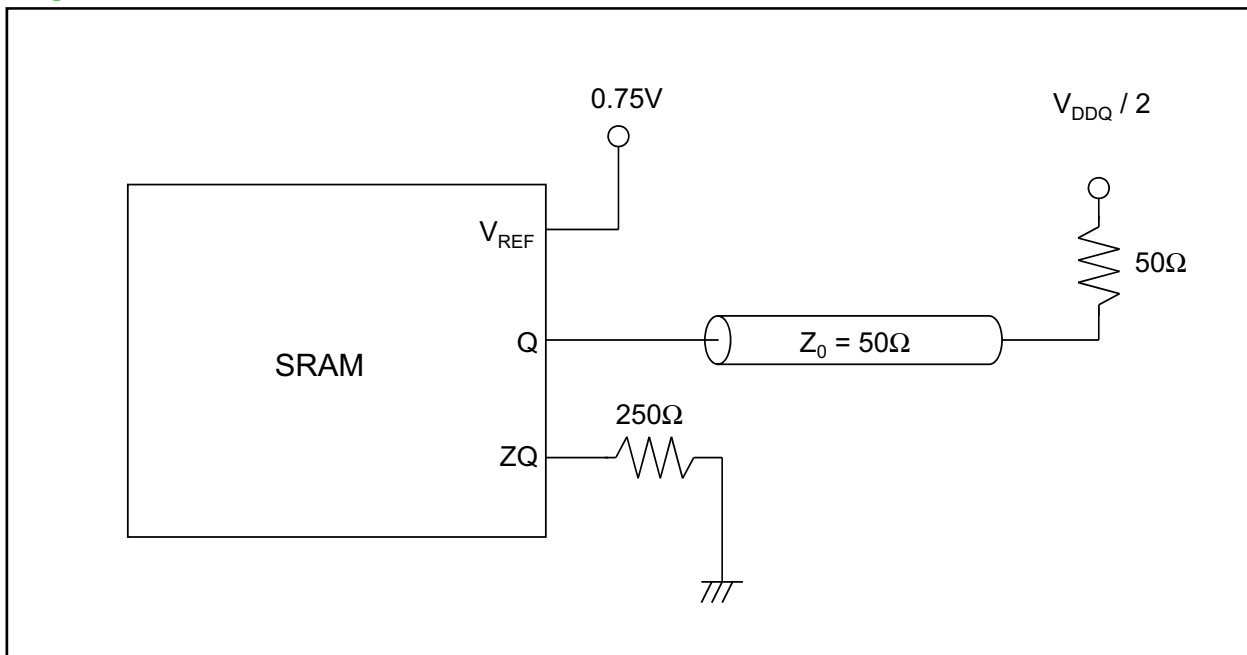 0.75V
V_DDQ / 2
V_REF
50Ω
Q
Z_0 = 50Ω
SRAM
250Ω
ZQ